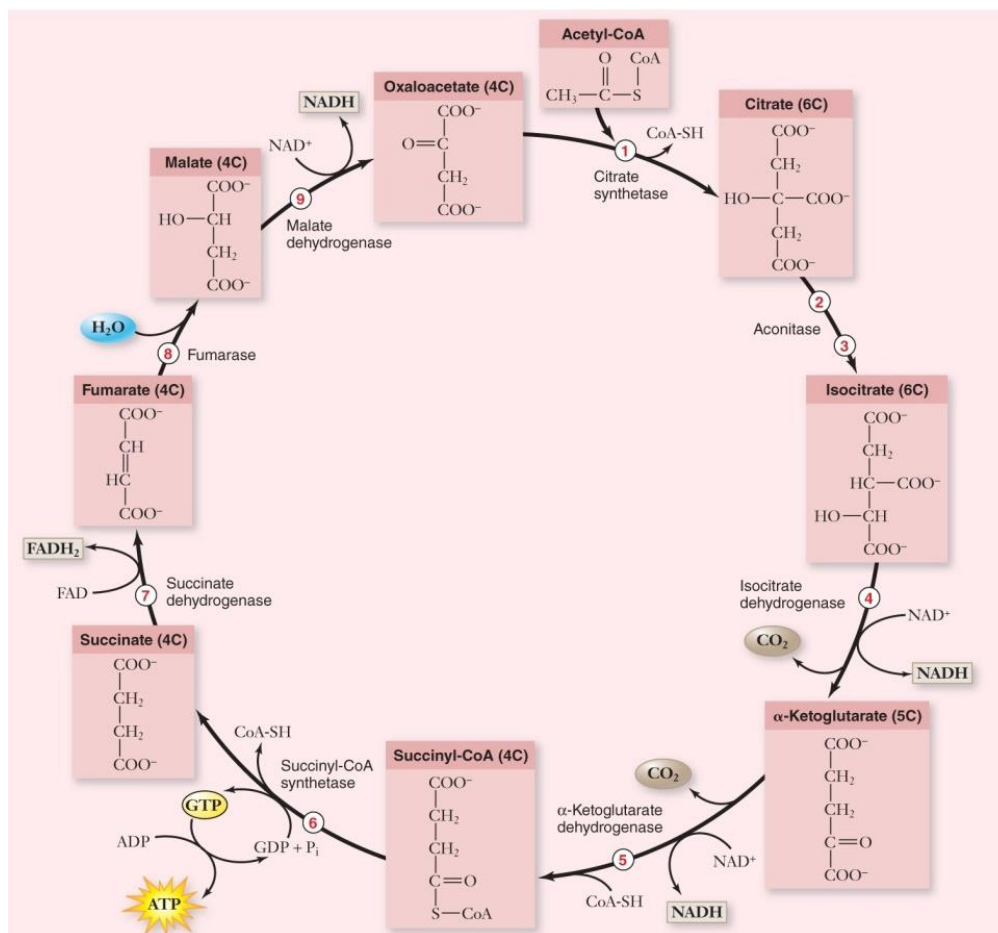 Acetyl-CoA
O CoA
CH₃—C—S
CoA-SH
1
Citrate
synthetase
Citrate (6C)
COO⁻
CH₂
HO—C—COO⁻
CH₂
COO⁻
2
Aconitase
3
Isocitrate (6C)
COO⁻
CH₂
HC—COO⁻
HO—CH
COO⁻
Isocitrate
dehydrogenase
4
NAD⁺
CO₂
NADH
α-Ketoglutarate (5C)
COO⁻
CH₂
CH₂
C=O
COO⁻
CO₂
α-Ketoglutarate
dehydrogenase
5
NAD⁺
CoA-SH
NADH
Succinyl-CoA (4C)
COO⁻
CH₂
CH₂
C=O
S—CoA
CoA-SH
Succinyl-CoA
synthetase
6
GTP
GDP + Pᵢ
ADP
ATP
Succinate (4C)
COO⁻
CH₂
CH₂
COO⁻
Succinate
dehydrogenase
7
FADH₂
FAD
Fumarate (4C)
COO⁻
CH
HC
COO⁻
H₂O
8
Fumarase
Malate (4C)
COO⁻
HO—CH
CH₂
COO⁻
NADH
NAD⁺
9
Malate
dehydrogenase
Oxaloacetate (4C)
COO⁻
O=C
CH₂
COO⁻